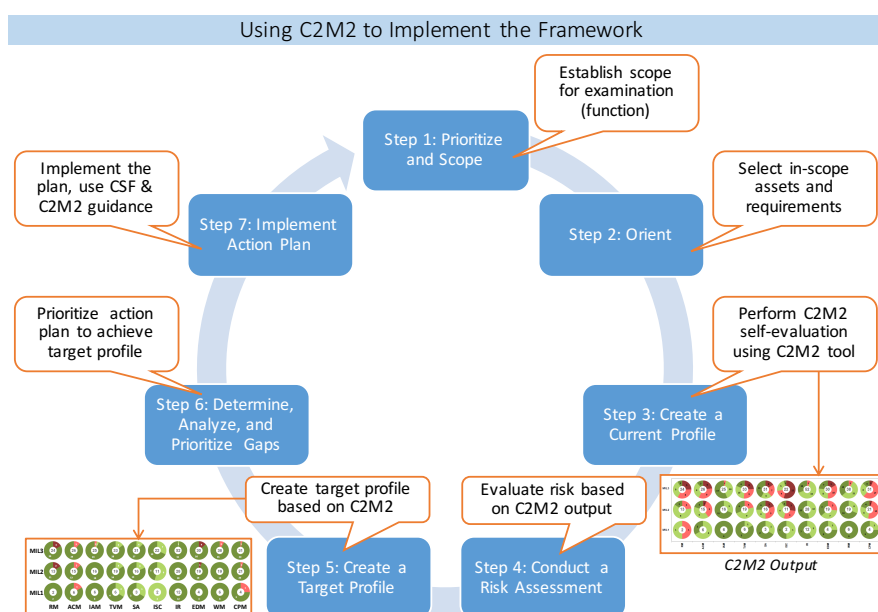 Using C2M2 to Implement the Framework
Establish scope
for examination
(function)
Step 1: Prioritize
and Scope
Implement the
plan, use CSF &
C2M2 guidance
Select in-scope
assets and
requirements
Step 7: Implement
Action Plan
Step 2: Orient
Prioritize action
plan to achieve
target profile
Perform C2M2
self-evaluation
using C2M2 tool
Step 6: Determine,
Analyze, and
Prioritize Gaps
Step 3: Create a
Current Profile
Create target profile
based on C2M2
Evaluate risk based
on C2M2 output
C2M2 Output
Step 5: Create a
Target Profile
Step 4: Conduct a
Risk Assessment
MIL3
MIL2
MIL1
RM ACM IAM TVM SA ISC IR EDM WM CPM